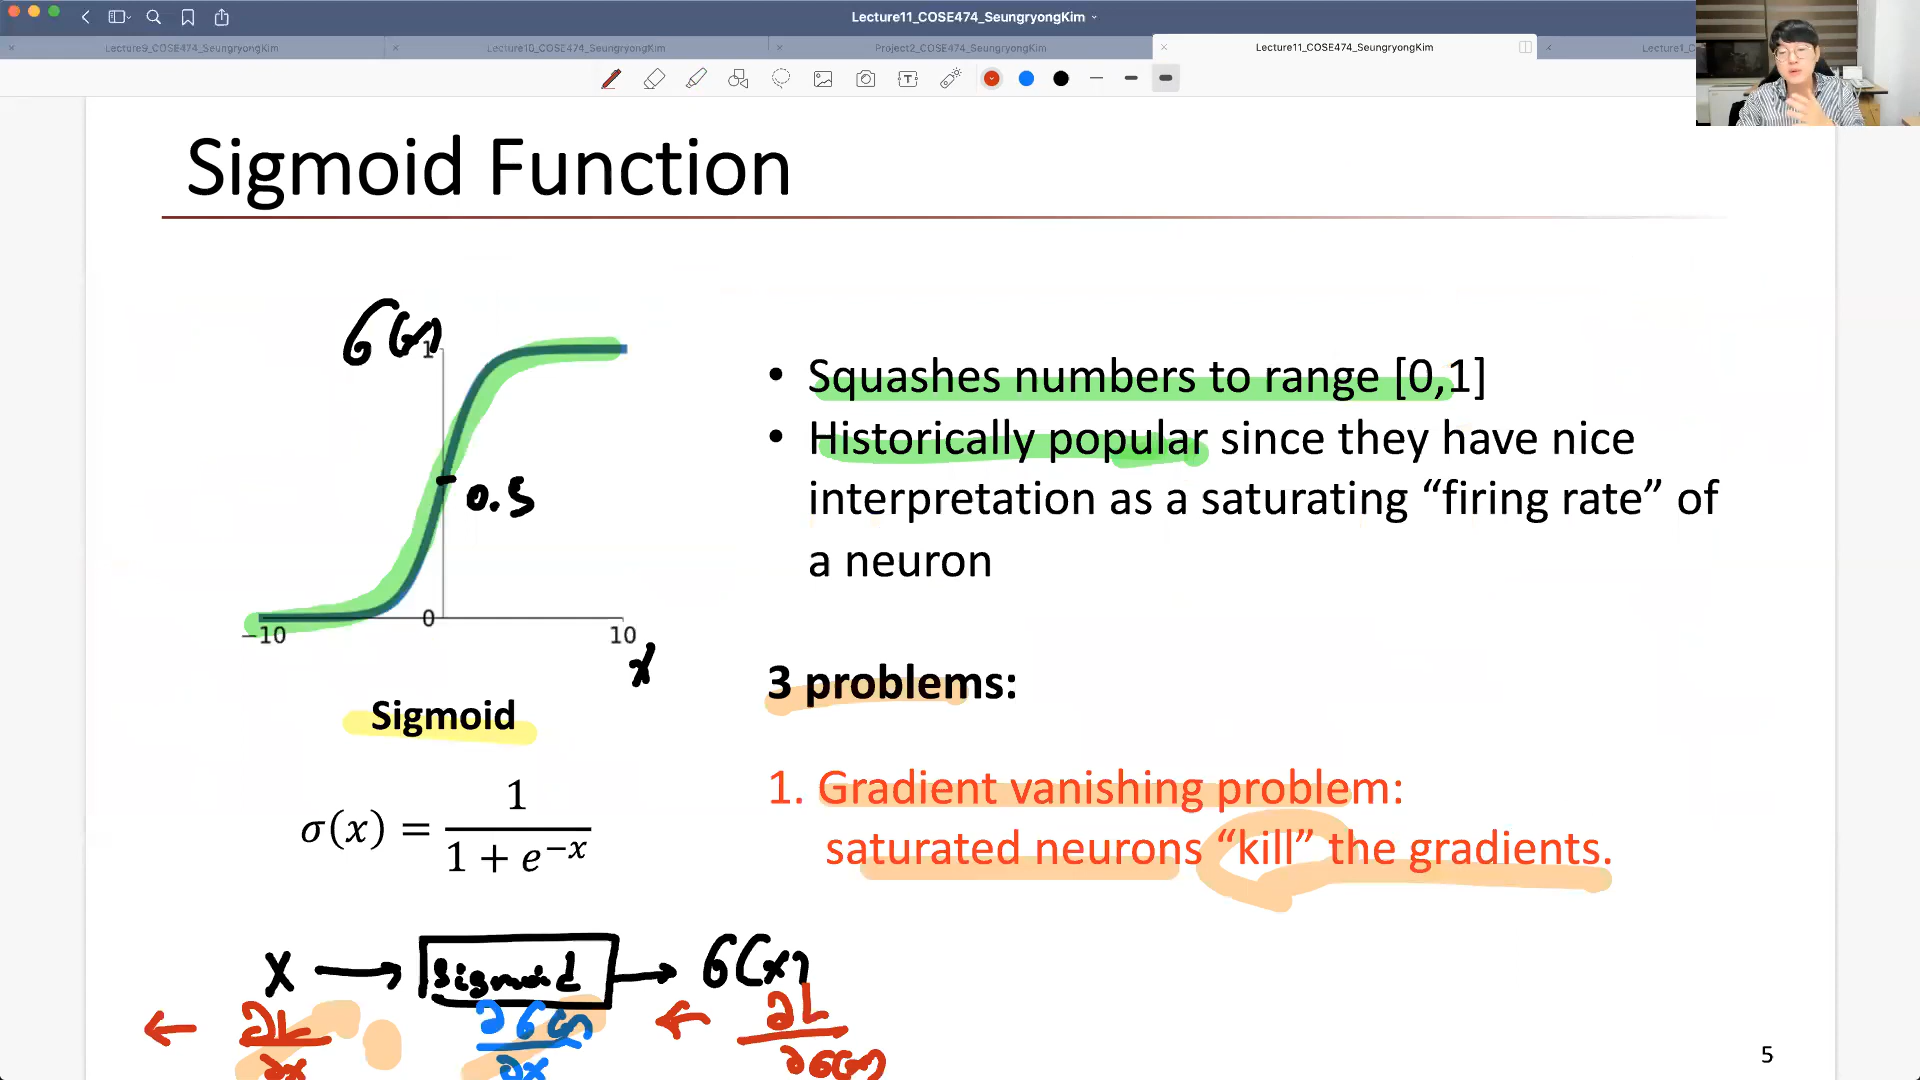 Lecture11_COSE474_SeungryongKim
Lecture9_COSE474_SeungryongKim
Lecture10_COSE474_SeungryongKim
Project2_COSE474_SeungryongKim
Lecture11_COSE474_SeungryongKim
Lecture1_C
Sigmoid Function
σ(x)
1
0.5
0
−10
10
x
Sigmoid
σ(x) = 1 / (1 + e^{−x})
• Squashes numbers to range [0,1]
• Historically popular since they have nice
interpretation as a saturating “firing rate” of
a neuron
3 problems:
1. Gradient vanishing problem:
saturated neurons “kill” the gradients.
x → sigmoid → σ(x)
← ∂L/∂x ∂σ(x)/∂x ← ∂L/∂σ(x)
5